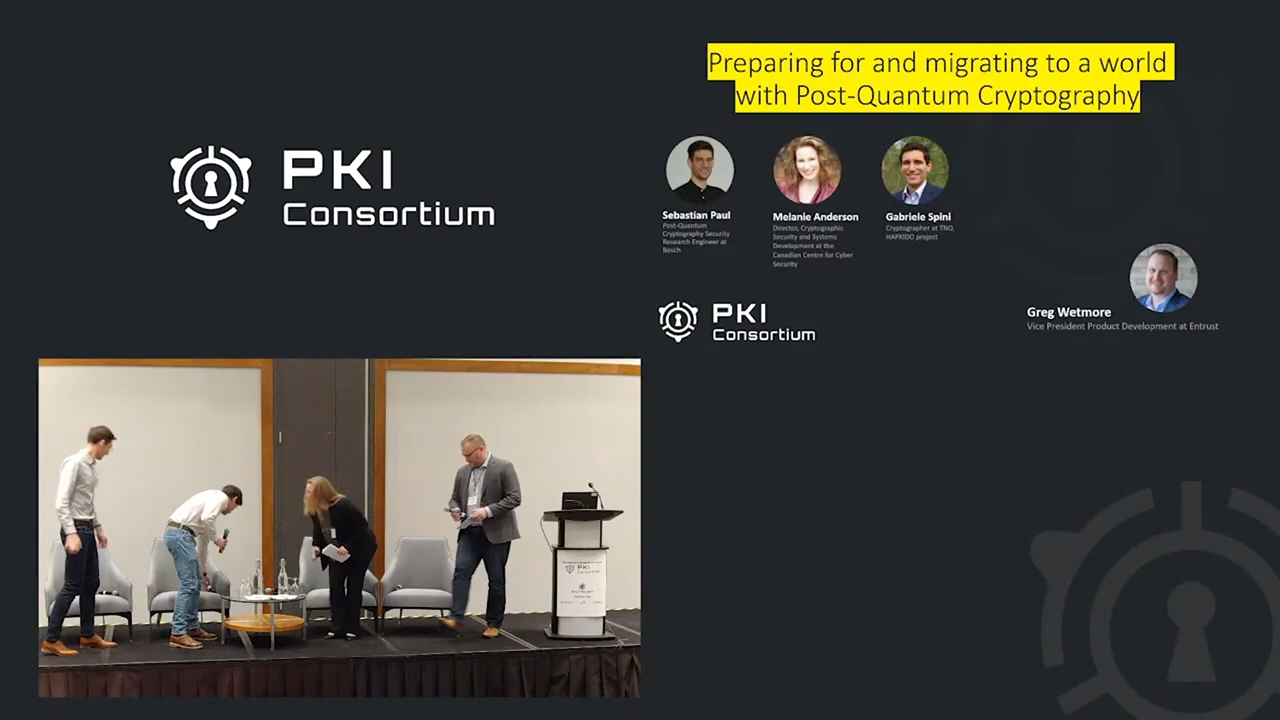 Preparing for and migrating to a world
with Post-Quantum Cryptography
PKI
Consortium
Sebastian Paul
Post-Quantum
Cryptography Security
Research Engineer at
Bosch
Melanie Anderson
Director, Cryptographic
Security and Systems
Development at the
Canadian Centre for Cyber
Security
Gabriele Spini
Cryptographer at TNO,
HAPKIDO project
Greg Wetmore
Vice President Product Development at Entrust
PKI
Consortium
PKI
ENTRUST